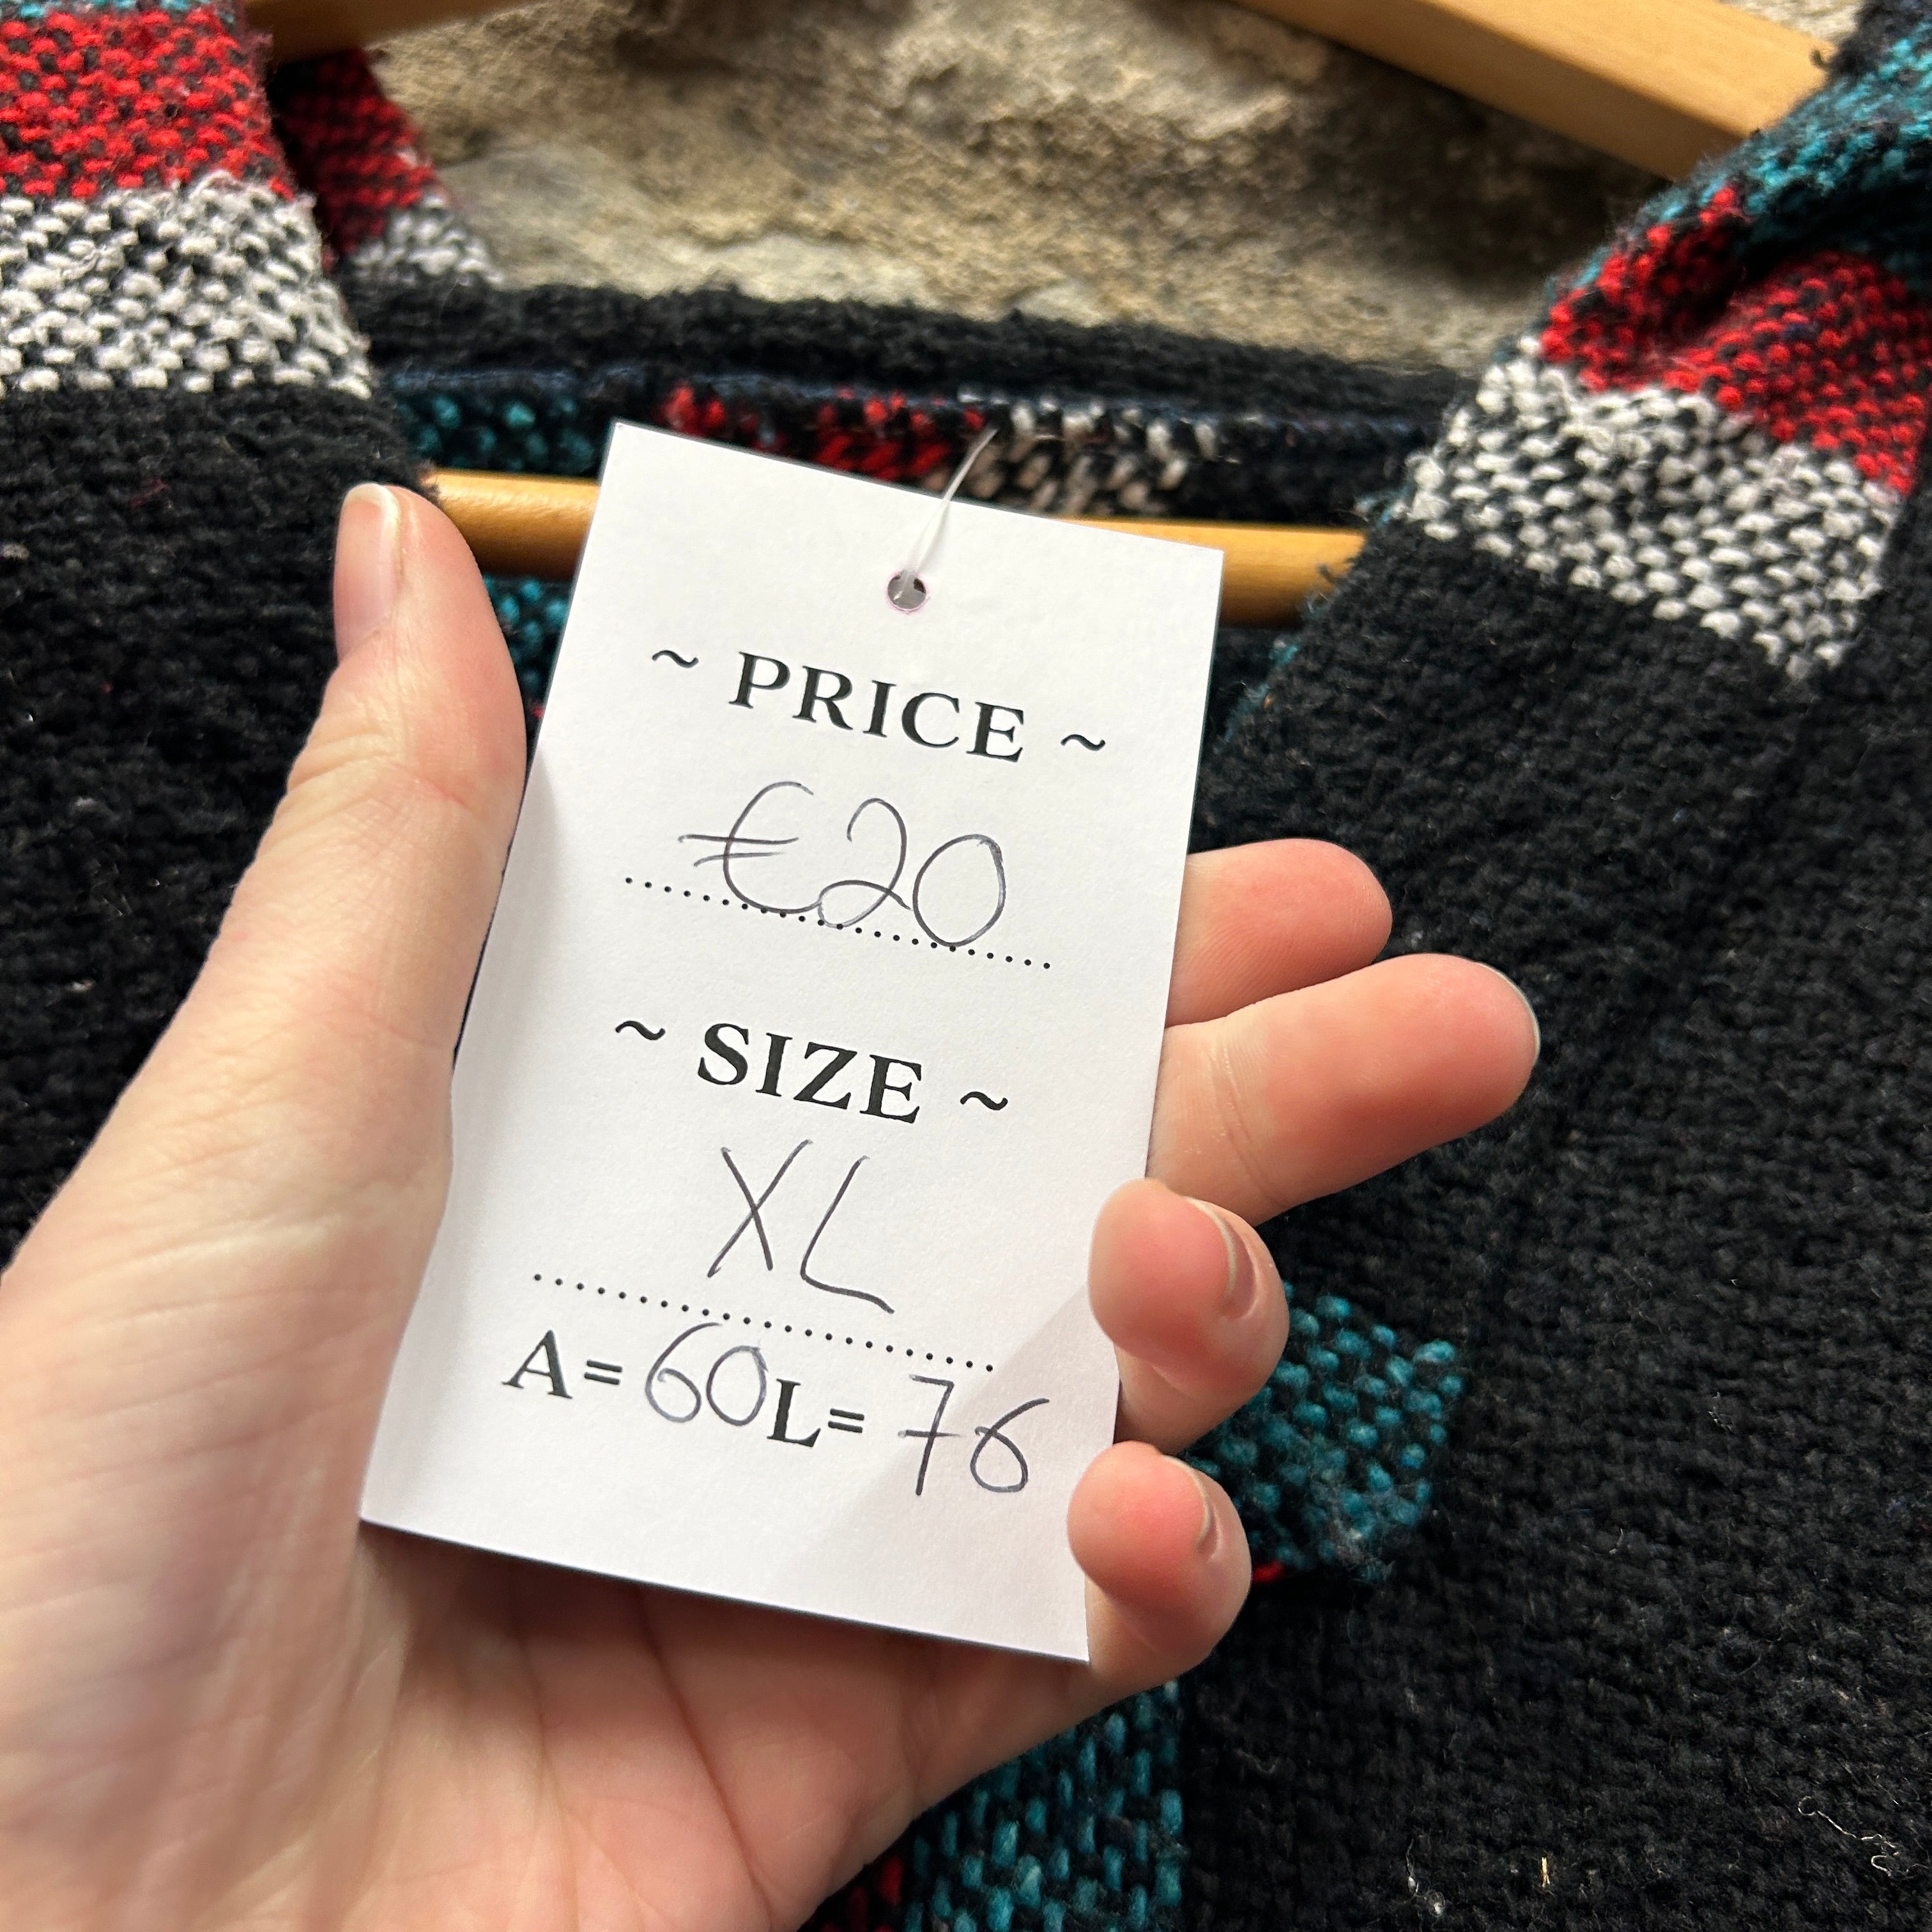 ~ PRICE ~
€20
~ SIZE ~
XL
A= 60 L= 76